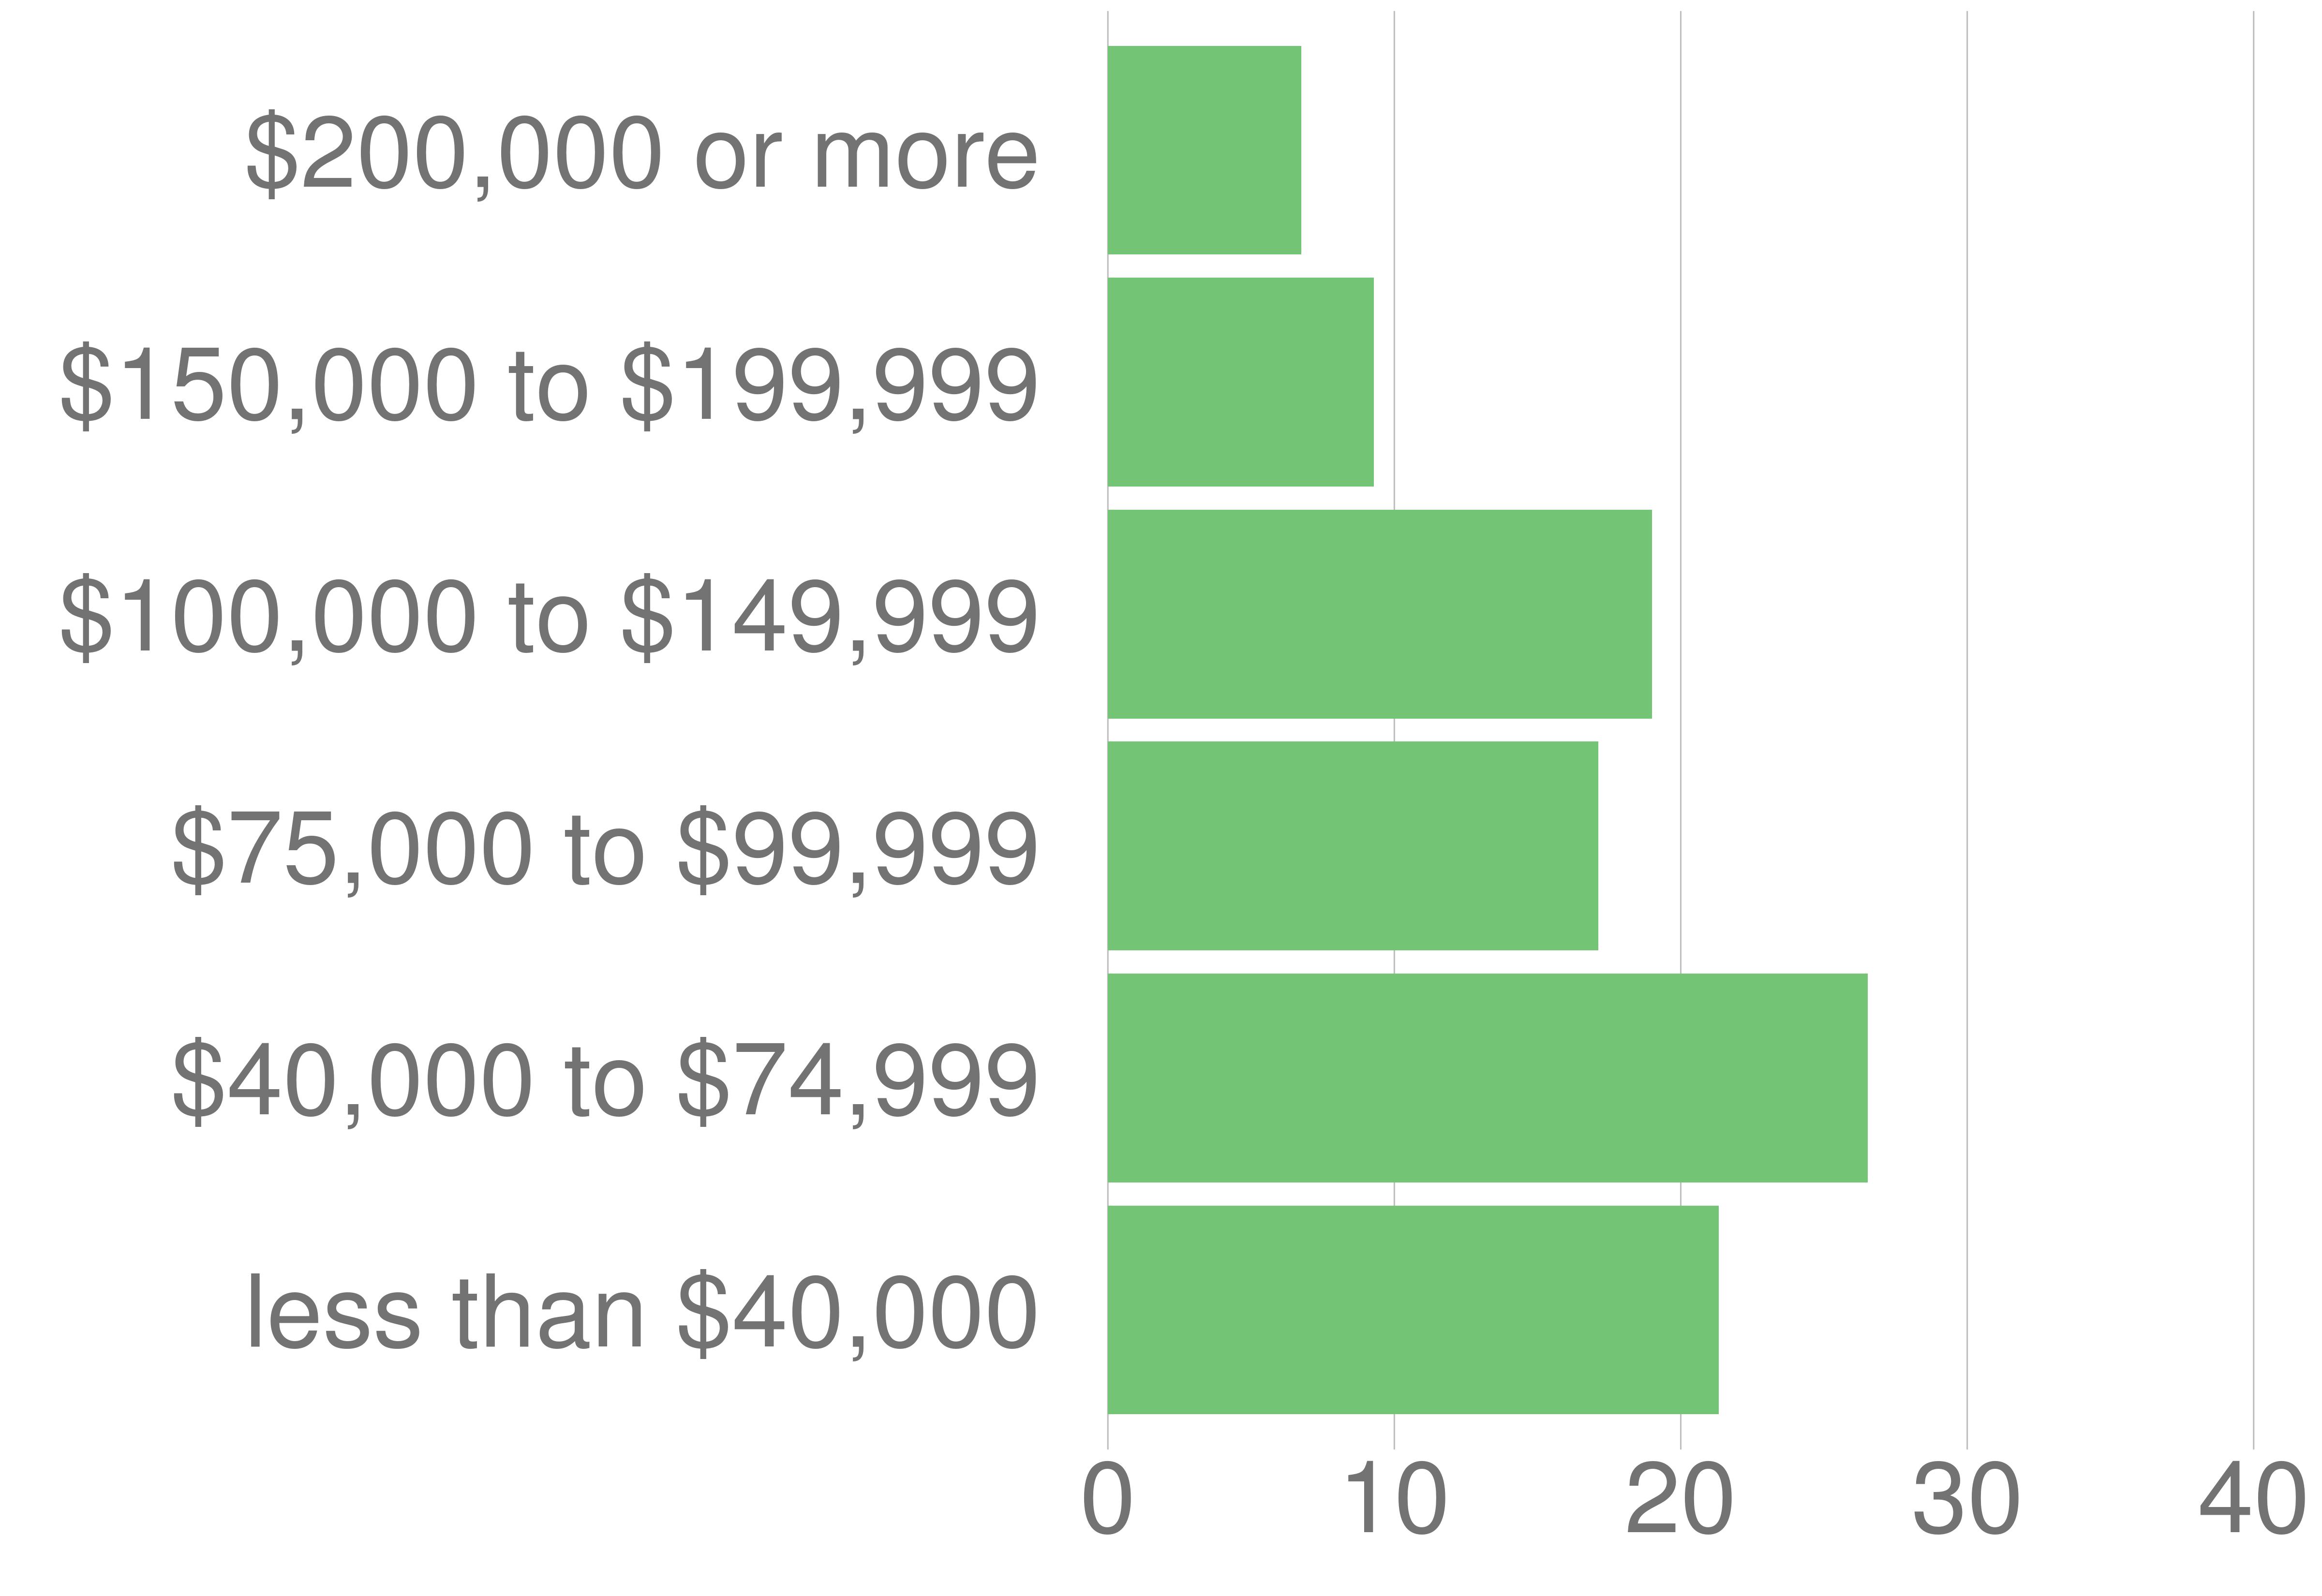 $200,000 or more
$150,000 to $199,999
$100,000 to $149,999
$75,000 to $99,999
$40,000 to $74,999
less than $40,000
0 10 20 30 40